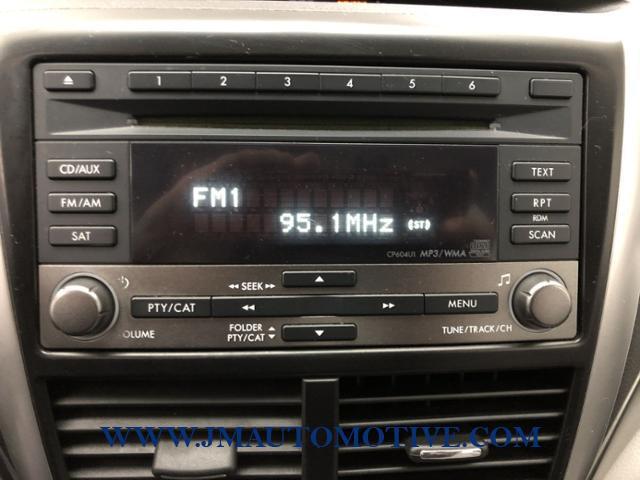 1 2 3 4 5 6
CD/AUX
TEXT
FM/AM
FM1
RPT
RDM
SAT
95.1MHz (ST)
SCAN
CP604U1 MP3/WMA
SEEK
PTY/CAT
MENU
VOLUME
FOLDER
PTY/CAT
TUNE/TRACK/CH
WWW.JMAUTOMOTIVE.COM